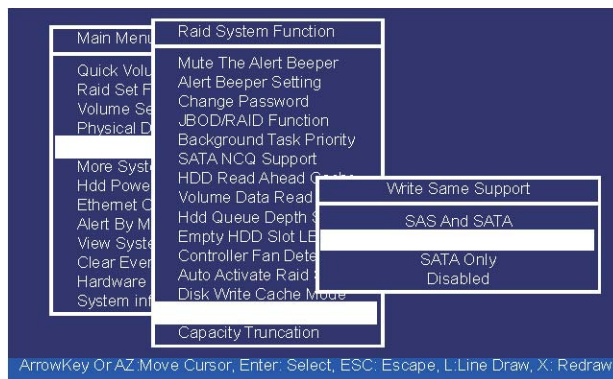 Main Menu
Quick Volu
Raid Set F
Volume Se
Physical D
More Syst
Hdd Powe
Ethernet C
Alert By M
View Syste
Clear Ever
Hardware
System inf
Raid System Function
Mute The Alert Beeper
Alert Beeper Setting
Change Password
JBOD/RAID Function
Background Task Priority
SATA NCQ Support
HDD Read Ahead Cache
Volume Data Read
Hdd Queue Depth S
Empty HDD Slot LE
Controller Fan Dete
Auto Activate Raid
Disk Write Cache Mode
Capacity Truncation
Write Same Support
SAS And SATA
SATA Only
Disabled
ArrowKey Or AZ:Move Cursor, Enter: Select, ESC: Escape, L:Line Draw, X: Redraw